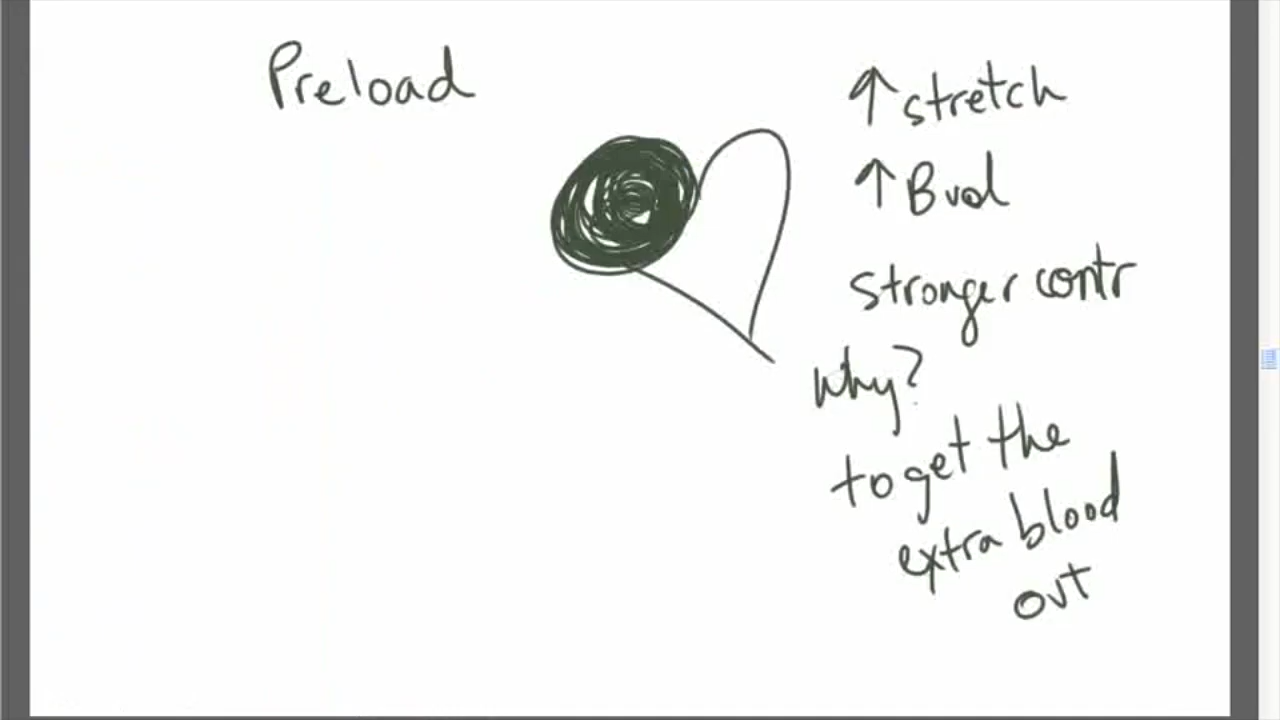 Preload
↑ stretch
↑ B vol
stronger contr
why?
to get the
extra blood
out